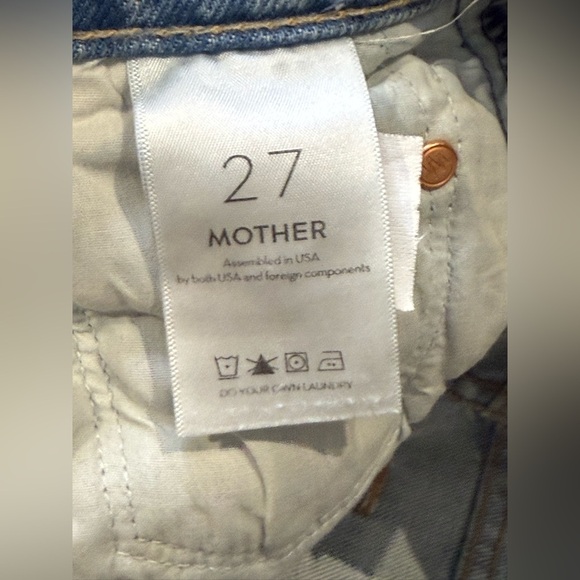 27
MOTHER
Assembled in USA
by both USA and foreign components
DO YOUR OWN LAUNDRY